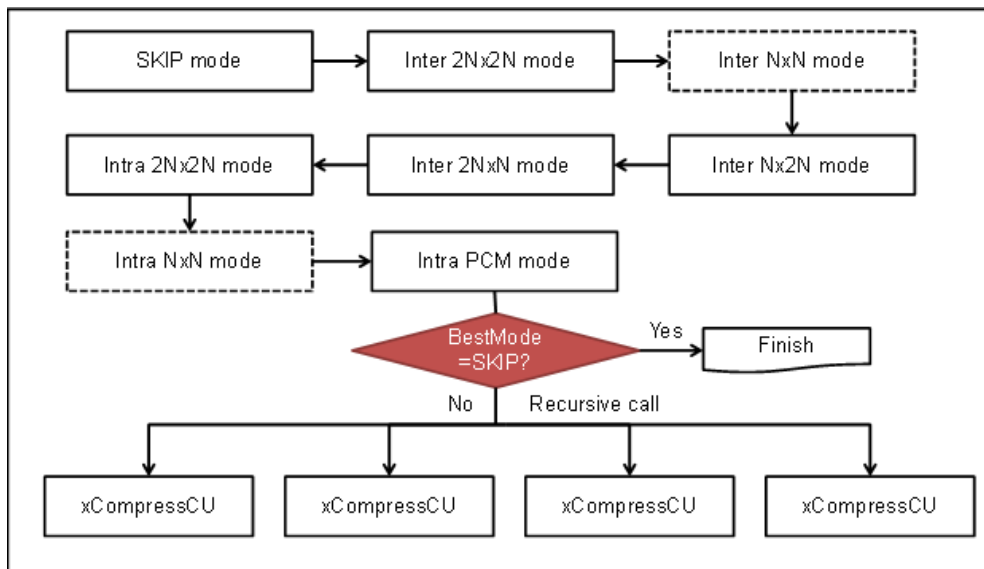 SKIP mode
Inter 2Nx2N mode
Inter NxN mode
Intra 2Nx2N mode
Inter 2NxN mode
Inter Nx2N mode
Intra NxN mode
Intra PCM mode
BestMode
=SKIP?
Yes
Finish
No
Recursive call
xCompressCU
xCompressCU
xCompressCU
xCompressCU